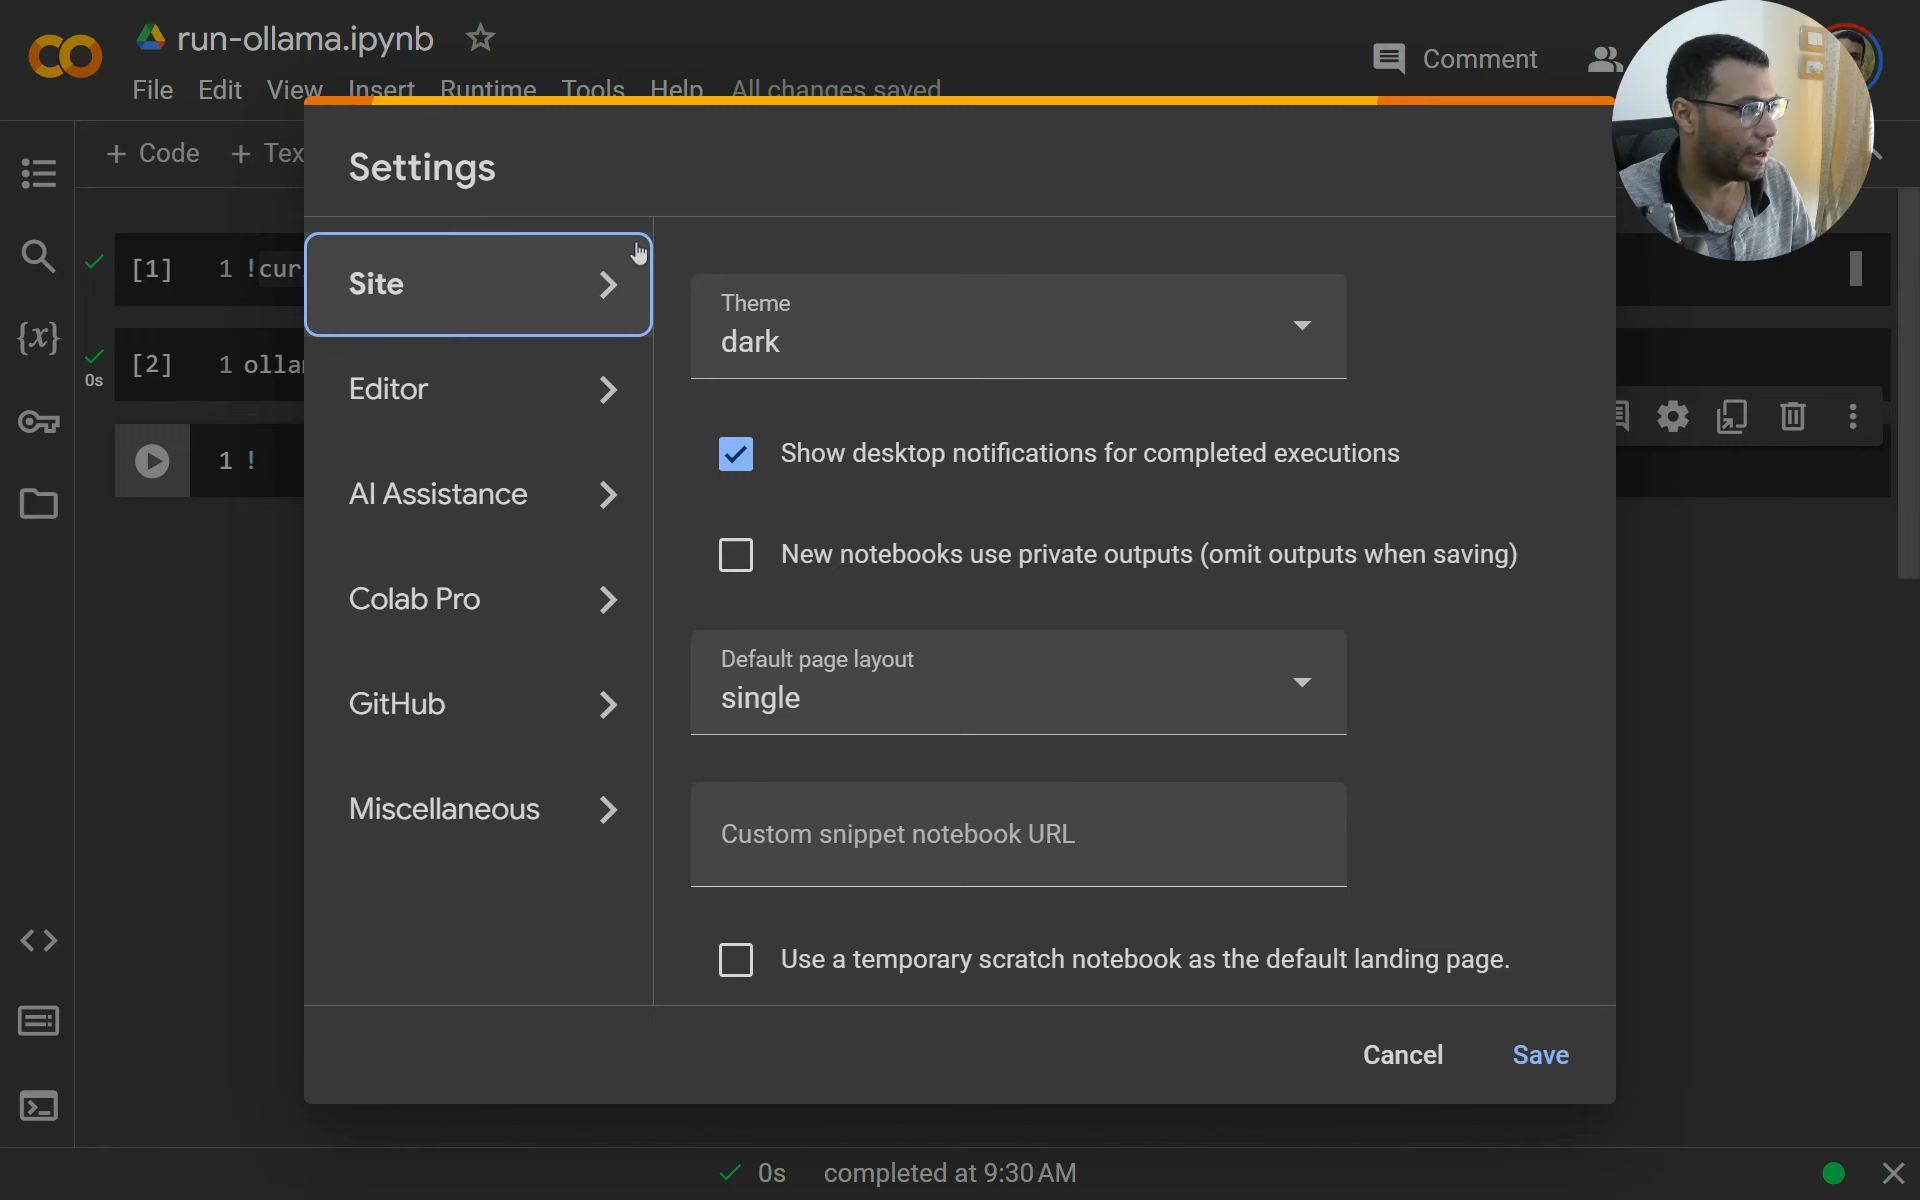 run-ollama.ipynb
File Edit View Insert Runtime Tools Help All changes saved
Comment
+ Code + Tex
Settings
[1] 1 !cur
Site
Theme
dark
{x}
0s [2] 1 olla
Editor
Show desktop notifications for completed executions
1 !
AI Assistance
New notebooks use private outputs (omit outputs when saving)
Colab Pro
Default page layout
single
GitHub
Miscellaneous
Custom snippet notebook URL
Use a temporary scratch notebook as the default landing page.
Cancel Save
0s completed at 9:30 AM